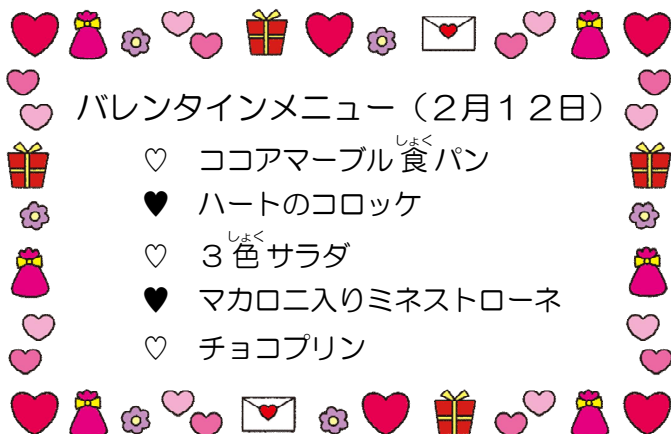 バレンタインメニュー（２月１２日）
♡ ココアマーブル食パン
♥ ハートのコロッケ
♡ ３色サラダ
♥ マカロニ入りミネストローネ
♡ チョコプリン